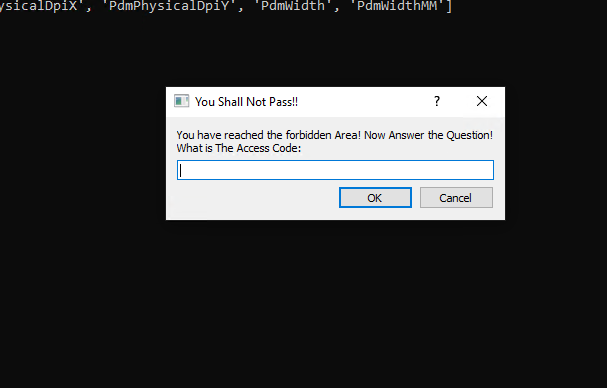 ysicalDpiX', 'PdmPhysicalDpiY', 'PdmWidth', 'PdmWidthMM']
You Shall Not Pass!!
?
You have reached the forbidden Area! Now Answer the Question!
What is The Access Code:
OK
Cancel